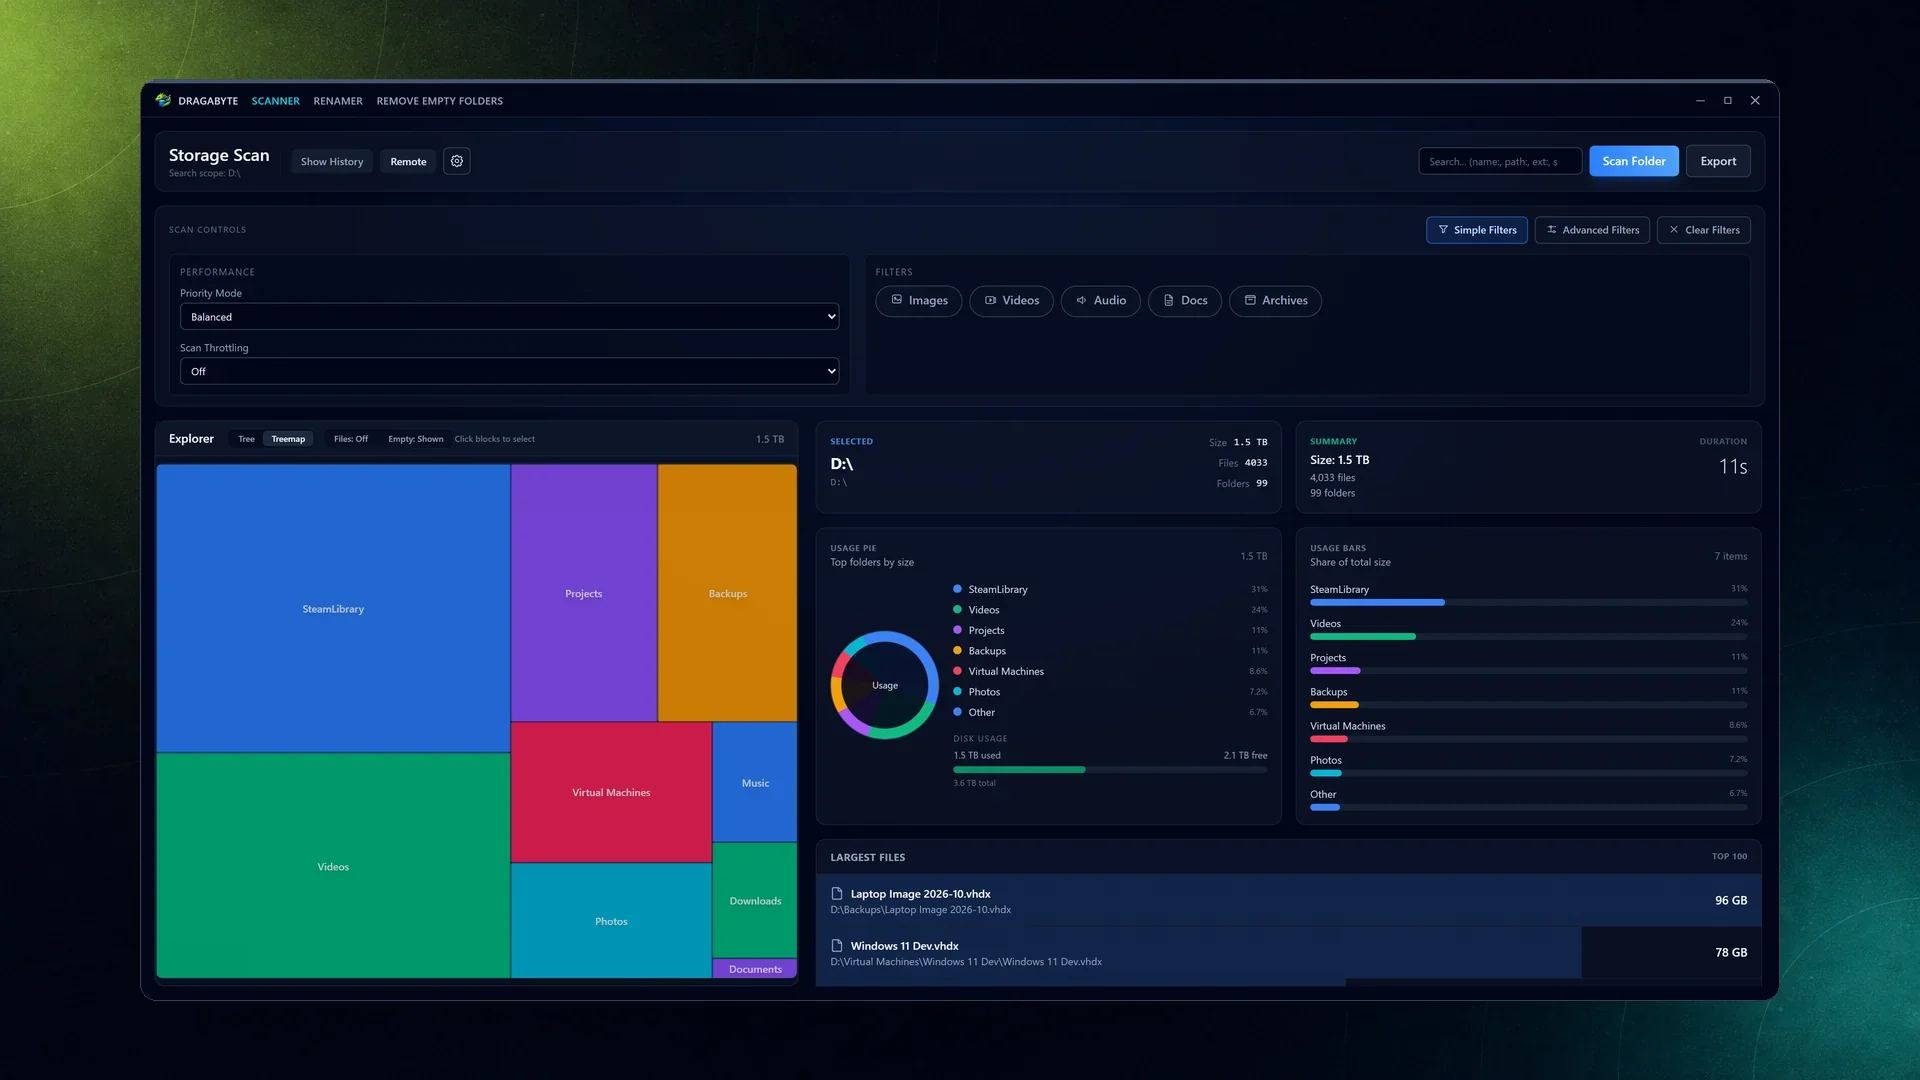 DRAGABYTE SCANNER RENAMER REMOVE EMPTY FOLDERS
Storage Scan
Search scope: D:\
Show History
Remote
Search... (name:, path:, ext:, s
Scan Folder
Export
SCAN CONTROLS
Simple Filters
Advanced Filters
Clear Filters
PERFORMANCE
Priority Mode
Balanced
Scan Throttling
Off
FILTERS
Images
Videos
Audio
Docs
Archives
Explorer
Tree
Treemap
Files: Off
Empty: Shown
Click blocks to select
1.5 TB
SteamLibrary
Projects
Backups
Videos
Virtual Machines
Music
Photos
Downloads
Documents
SELECTED
D:\
D:\
Size 1.5 TB
Files 4033
Folders 99
SUMMARY
Size: 1.5 TB
4,033 files
99 folders
DURATION
11s
USAGE PIE
Top folders by size
1.5 TB
Usage
SteamLibrary 31%
Videos 24%
Projects 11%
Backups 11%
Virtual Machines 8.6%
Photos 7.2%
Other 6.7%
DISK USAGE
1.5 TB used 2.1 TB free
3.6 TB total
USAGE BARS
Share of total size
7 items
SteamLibrary 31%
Videos 24%
Projects 11%
Backups 11%
Virtual Machines 8.6%
Photos 7.2%
Other 6.7%
LARGEST FILES TOP 100
Laptop Image 2026-10.vhdx
D:\Backups\Laptop Image 2026-10.vhdx
96 GB
Windows 11 Dev.vhdx
D:\Virtual Machines\Windows 11 Dev\Windows 11 Dev.vhdx
78 GB